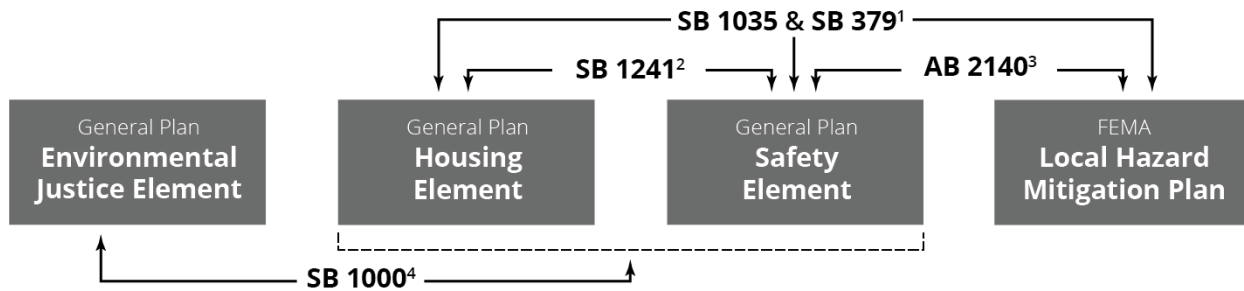 SB 1035 & SB 379¹
SB 1241²
AB 2140³
General Plan
Environmental
Justice Element
General Plan
Housing
Element
General Plan
Safety
Element
FEMA
Local Hazard
Mitigation Plan
SB 1000⁴